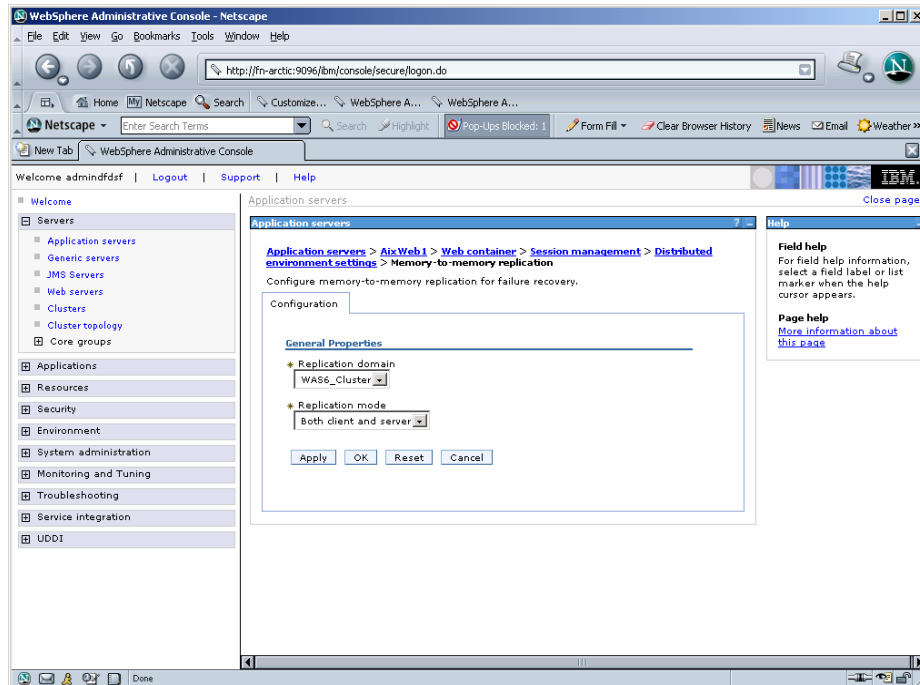 WebSphere Administrative Console - Netscape
File Edit View Go Bookmarks Tools Window Help
http://fn-arctic:9096/ibm/console/secure/logon.do
Home My Netscape Search Customize... WebSphere A... WebSphere A...
Netscape Enter Search Terms Search Highlight Pop-Ups Blocked: 1 Form Fill Clear Browser History News Email Weather »
New Tab WebSphere Administrative Console
Welcome admindfdsf | Logout | Support | Help IBM.
Welcome
Servers
Application servers
Generic servers
JMS Servers
Web servers
Clusters
Cluster topology
Core groups
Applications
Resources
Security
Environment
System administration
Monitoring and Tuning
Troubleshooting
Service integration
UDDI
Application servers Close page
Application servers ? -
Application servers > AixWeb1 > Web container > Session management > Distributed
environment settings > Memory-to-memory replication
Configure memory-to-memory replication for failure recovery.
Configuration
General Properties
Replication domain
WAS6_Cluster
Replication mode
Both client and server
Apply OK Reset Cancel
Help
Field help
For field help information,
select a field label or list
marker when the help
cursor appears.
Page help
More information about
this page
Done